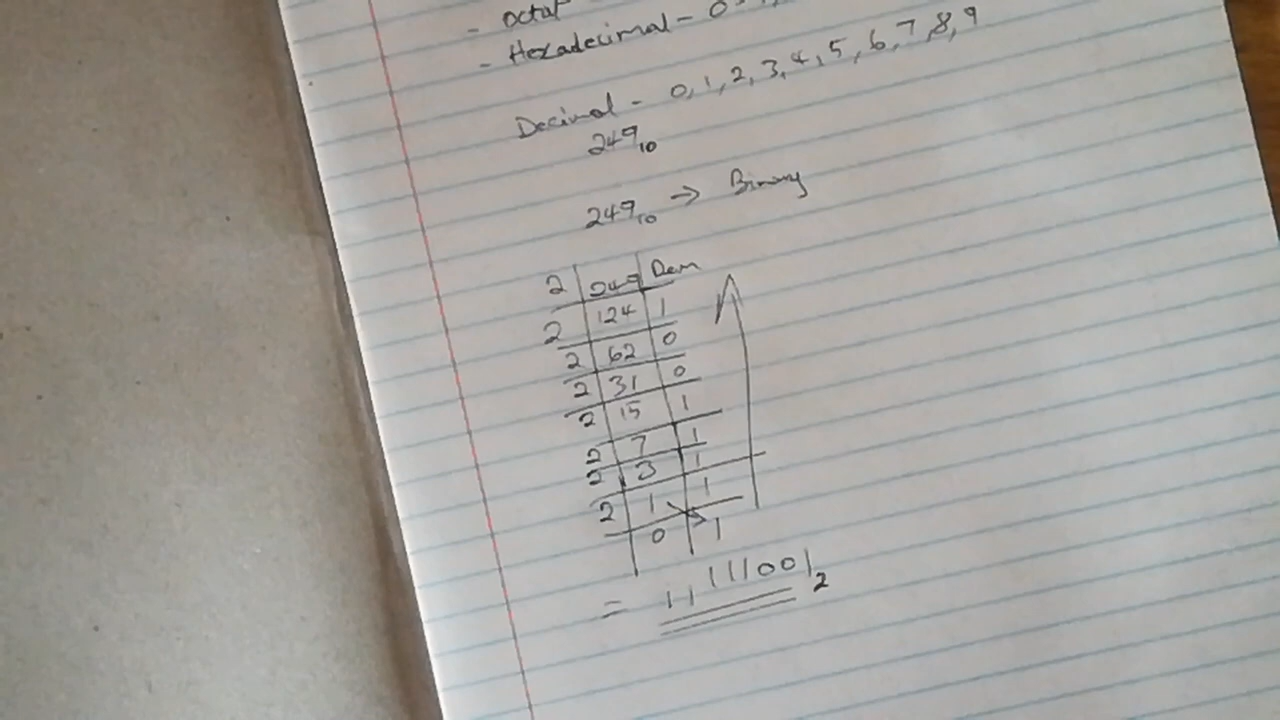 - octal
- Hexadecimal - 0
Decimal - 0, 1, 2, 3, 4, 5, 6, 7, 8, 9
249₁₀
249₁₀ → Binary
2 249 Rem
2 124 1
2 62 0
2 31 0
2 15 1
2 7 1
2 3 1
2 1 1
0 1
= 11111001₂